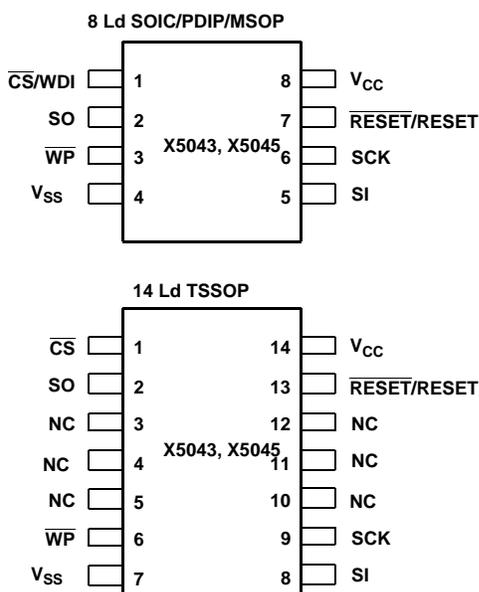 8 Ld SOIC/PDIP/MSOP
CS/WDI 1 8 VCC
SO 2 7 RESET/RESET
X5043, X5045
WP 3 6 SCK
VSS 4 5 SI
14 Ld TSSOP
CS 1 14 VCC
SO 2 13 RESET/RESET
NC 3 12 NC
X5043, X5045
NC 4 11 NC
NC 5 10 NC
WP 6 9 SCK
VSS 7 8 SI